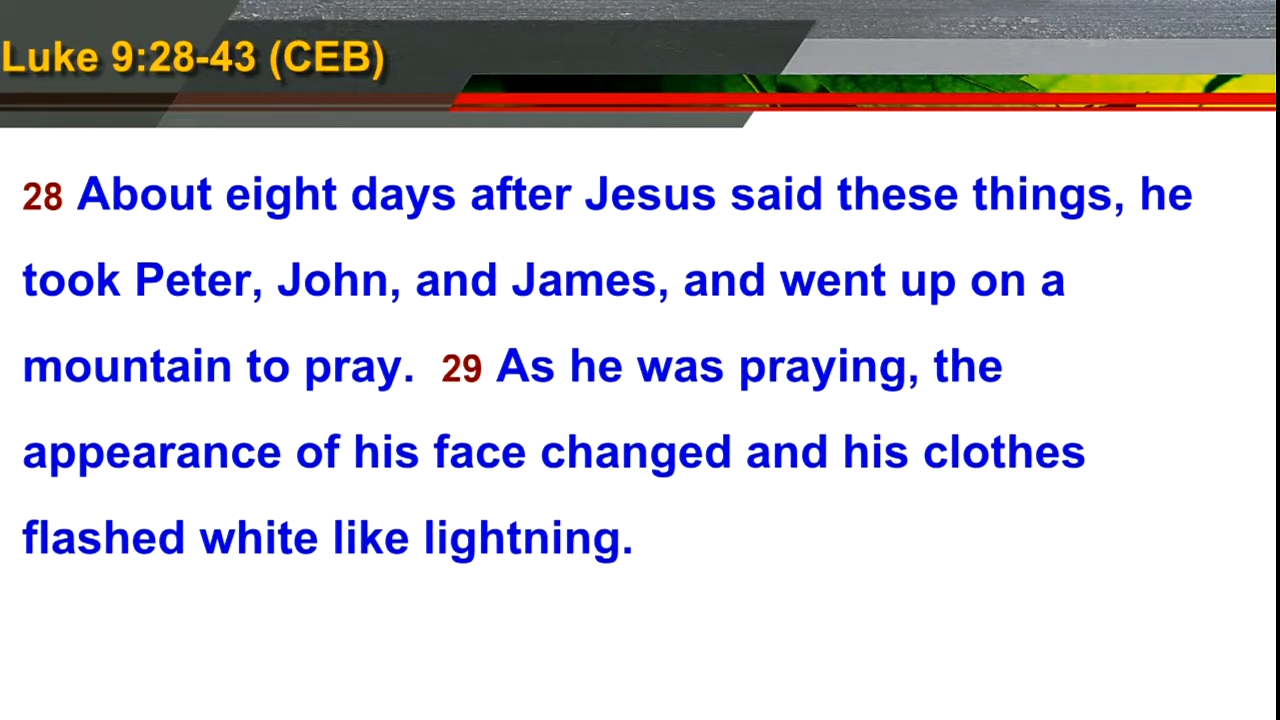 Luke 9:28-43 (CEB)
28 About eight days after Jesus said these things, he
took Peter, John, and James, and went up on a
mountain to pray. 29 As he was praying, the
appearance of his face changed and his clothes
flashed white like lightning.